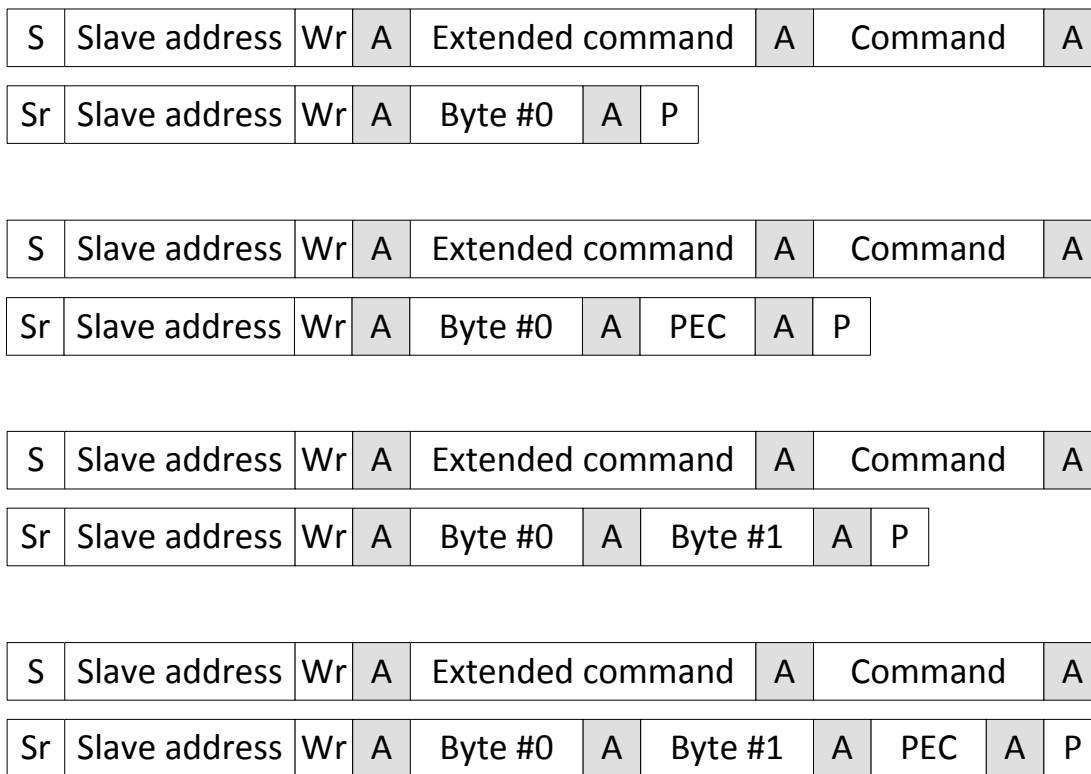 S Slave address Wr A Extended command A Command A
Sr Slave address Wr A Byte #0 A P
S Slave address Wr A Extended command A Command A
Sr Slave address Wr A Byte #0 A PEC A P
S Slave address Wr A Extended command A Command A
Sr Slave address Wr A Byte #0 A Byte #1 A P
S Slave address Wr A Extended command A Command A
Sr Slave address Wr A Byte #0 A Byte #1 A PEC A P